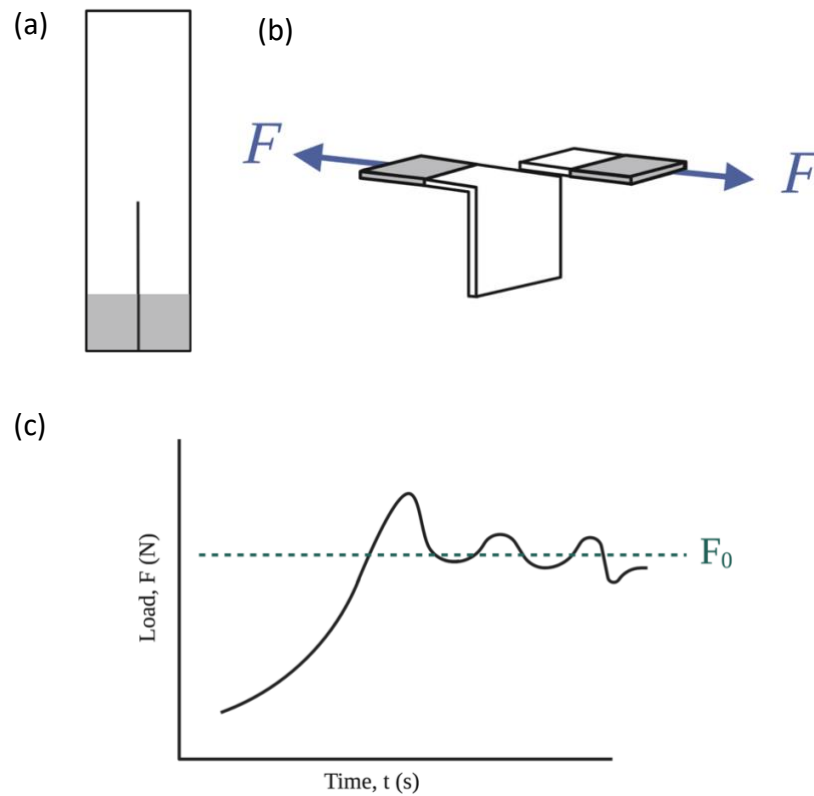 (a)
(b)
F
F
(c)
Load, F (N)
F₀
Time, t (s)